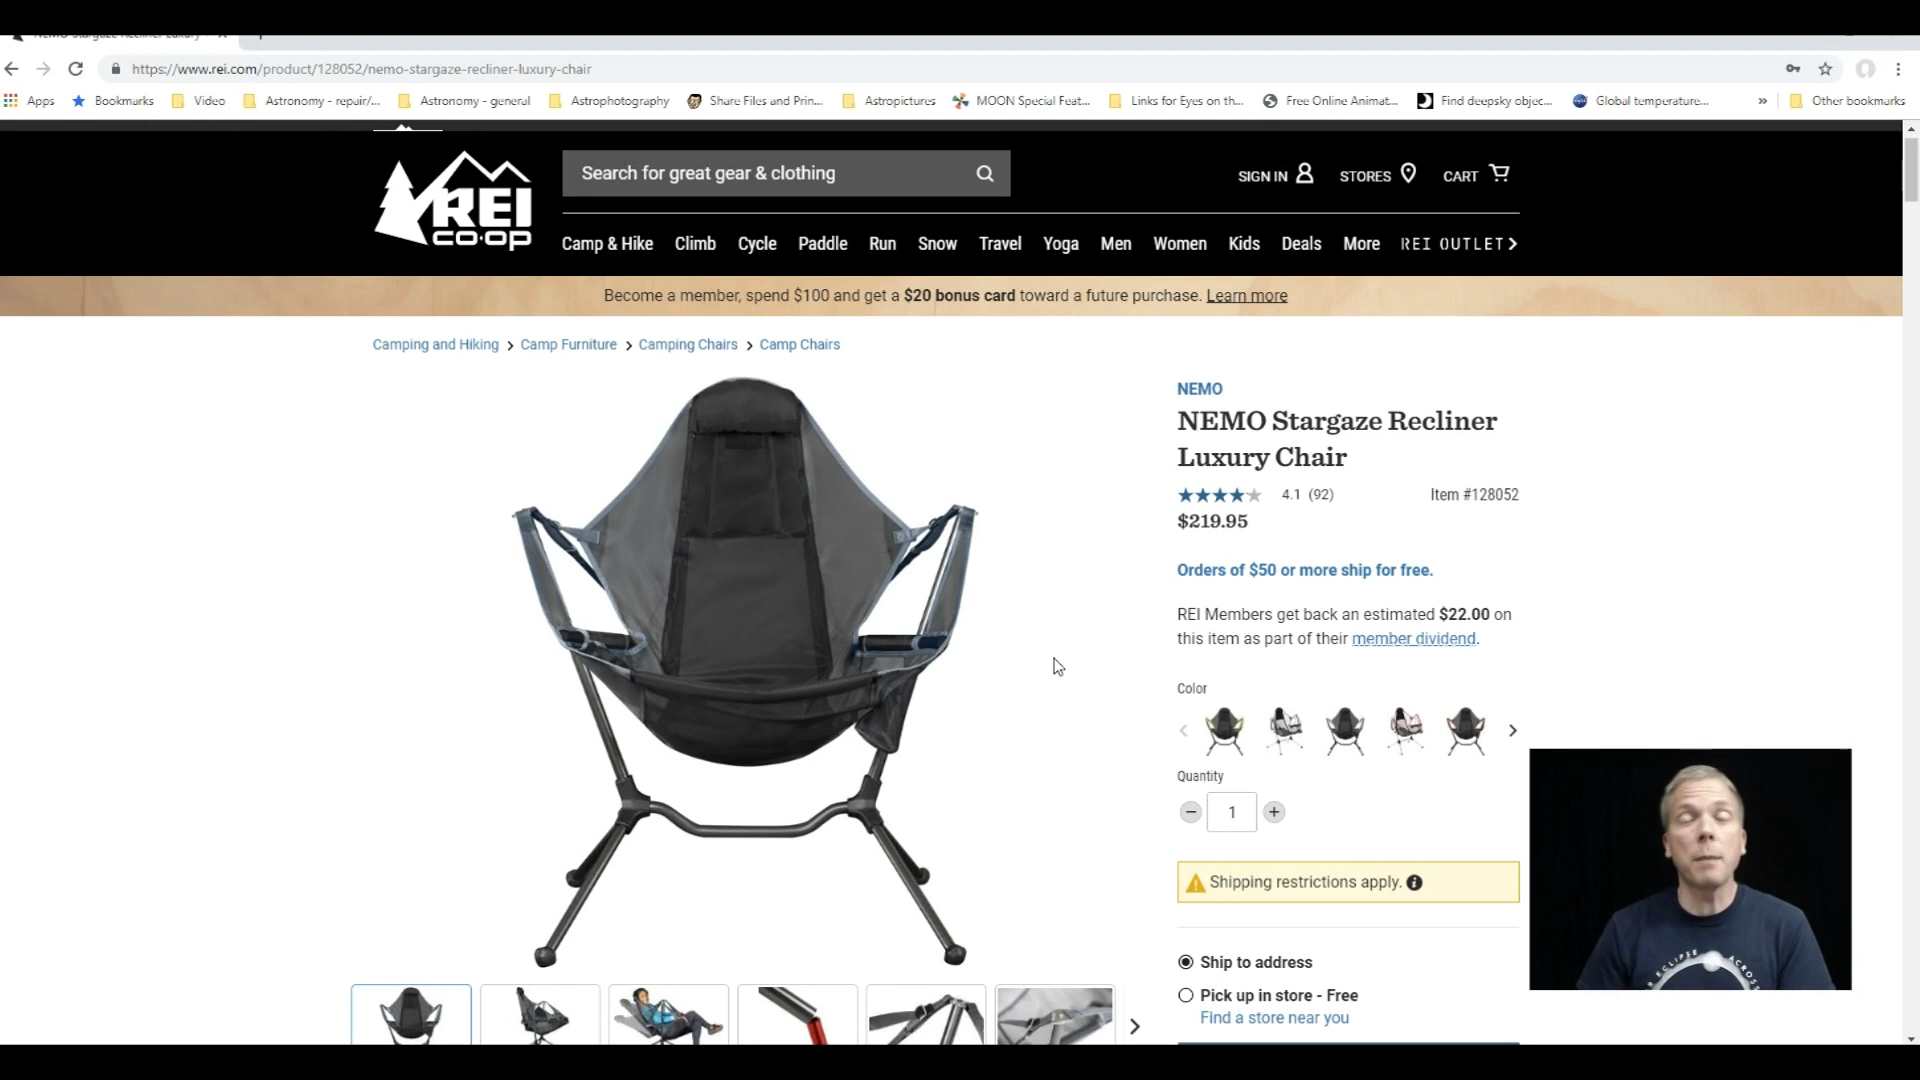 https://www.rei.com/product/128052/nemo-stargaze-recliner-luxury-chair
Apps Bookmarks Video Astronomy - repair/... Astronomy - general Astrophotography Share Files and Prin... Astropictures MOON Special Feat... Links for Eyes on th... Free Online Animat... Find deepsky objec... Global temperature... » Other bookmarks
REI
CO·OP
Search for great gear & clothing
SIGN IN STORES CART
Camp & Hike Climb Cycle Paddle Run Snow Travel Yoga Men Women Kids Deals More REI OUTLET
Become a member, spend $100 and get a $20 bonus card toward a future purchase. Learn more
Camping and Hiking > Camp Furniture > Camping Chairs > Camp Chairs
NEMO
NEMO Stargaze Recliner
Luxury Chair
4.1 (92) Item #128052
$219.95
Orders of $50 or more ship for free.
REI Members get back an estimated $22.00 on
this item as part of their member dividend.
Color
Quantity
1
Shipping restrictions apply.
Ship to address
Pick up in store - Free
Find a store near you
ECLIPSE ACROSS